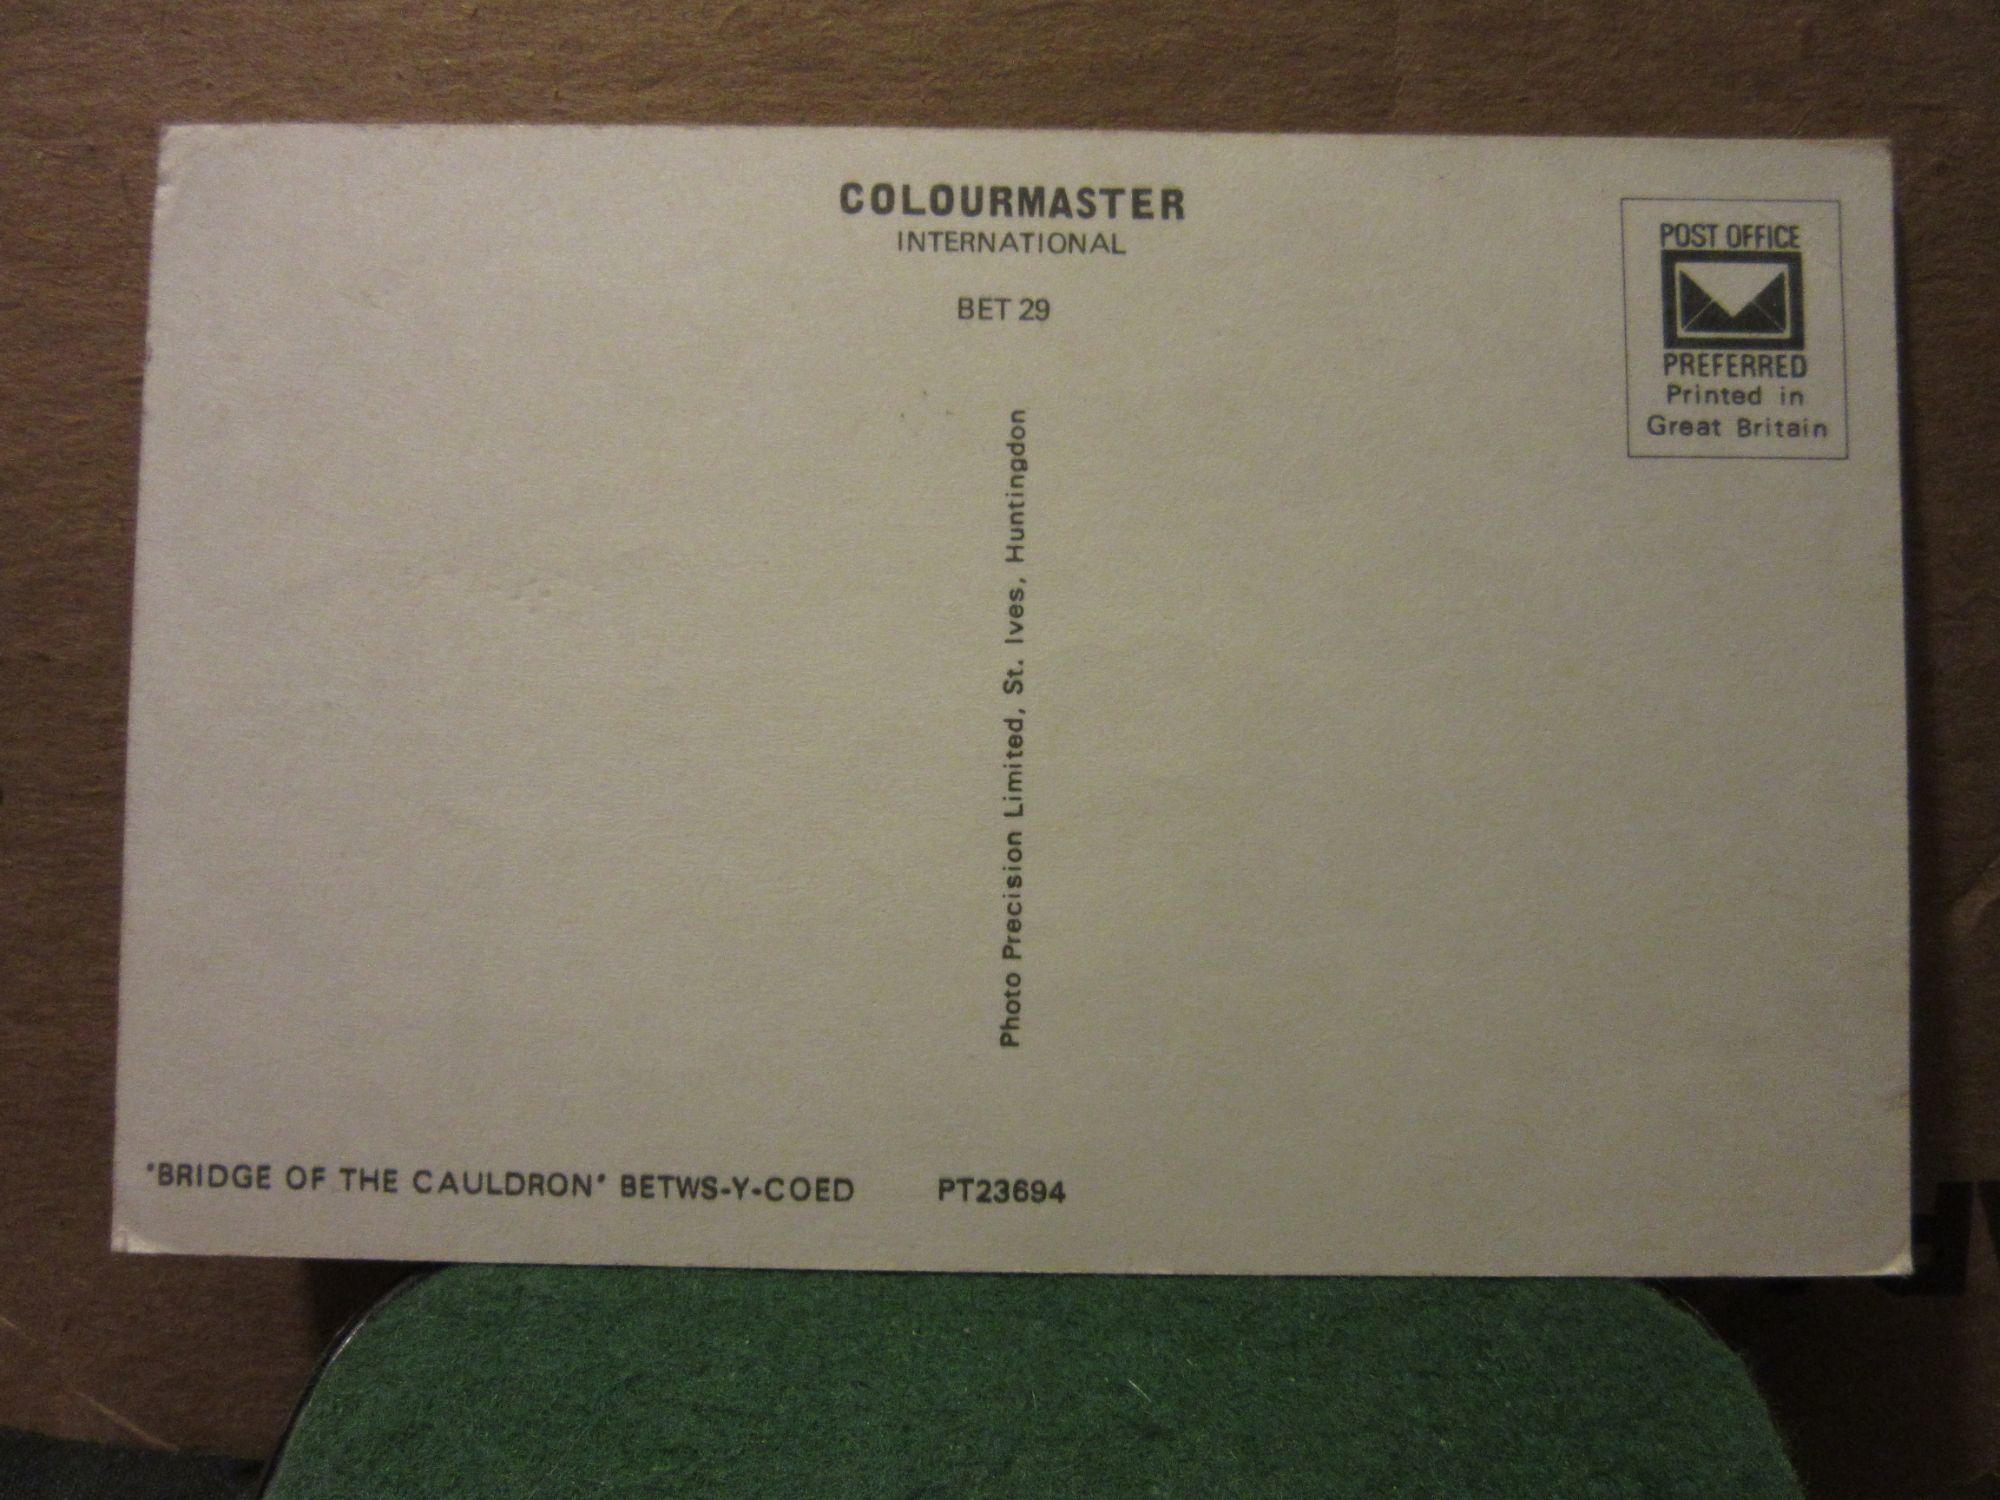 COLOURMASTER
INTERNATIONAL
BET 29
POST OFFICE
PREFERRED
Printed in
Great Britain
Photo Precision Limited, St. Ives, Huntingdon
"BRIDGE OF THE CAULDRON" BETWS-Y-COED PT23694